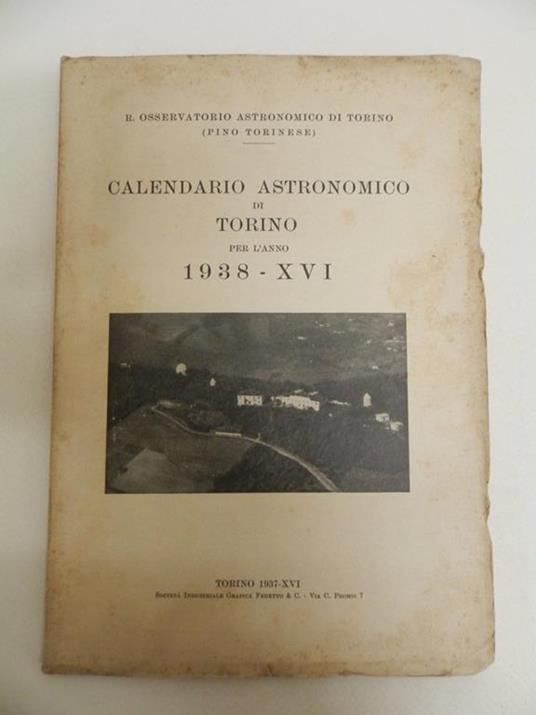 R. OSSERVATORIO ASTRONOMICO DI TORINO
(PINO TORINESE)
CALENDARIO ASTRONOMICO
DI
TORINO
PER L'ANNO
1938 - XVI
TORINO 1937-XVI
SOCIETÀ INDUSTRIALE GRAFICA FEDETTO & C. - VIA C. PROMIS 7